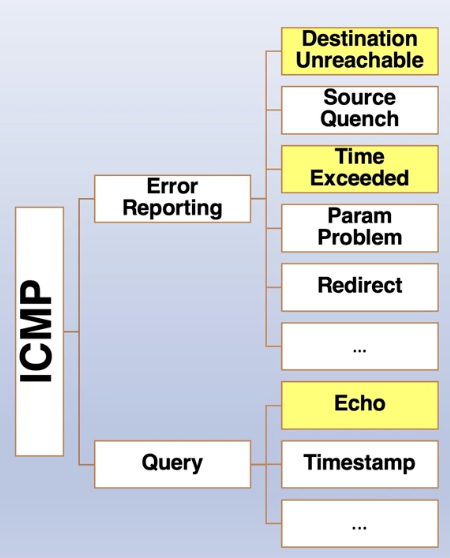 ICMP
Error
Reporting
Destination
Unreachable
Source
Quench
Time
Exceeded
Param
Problem
Redirect
...
Query
Echo
Timestamp
...